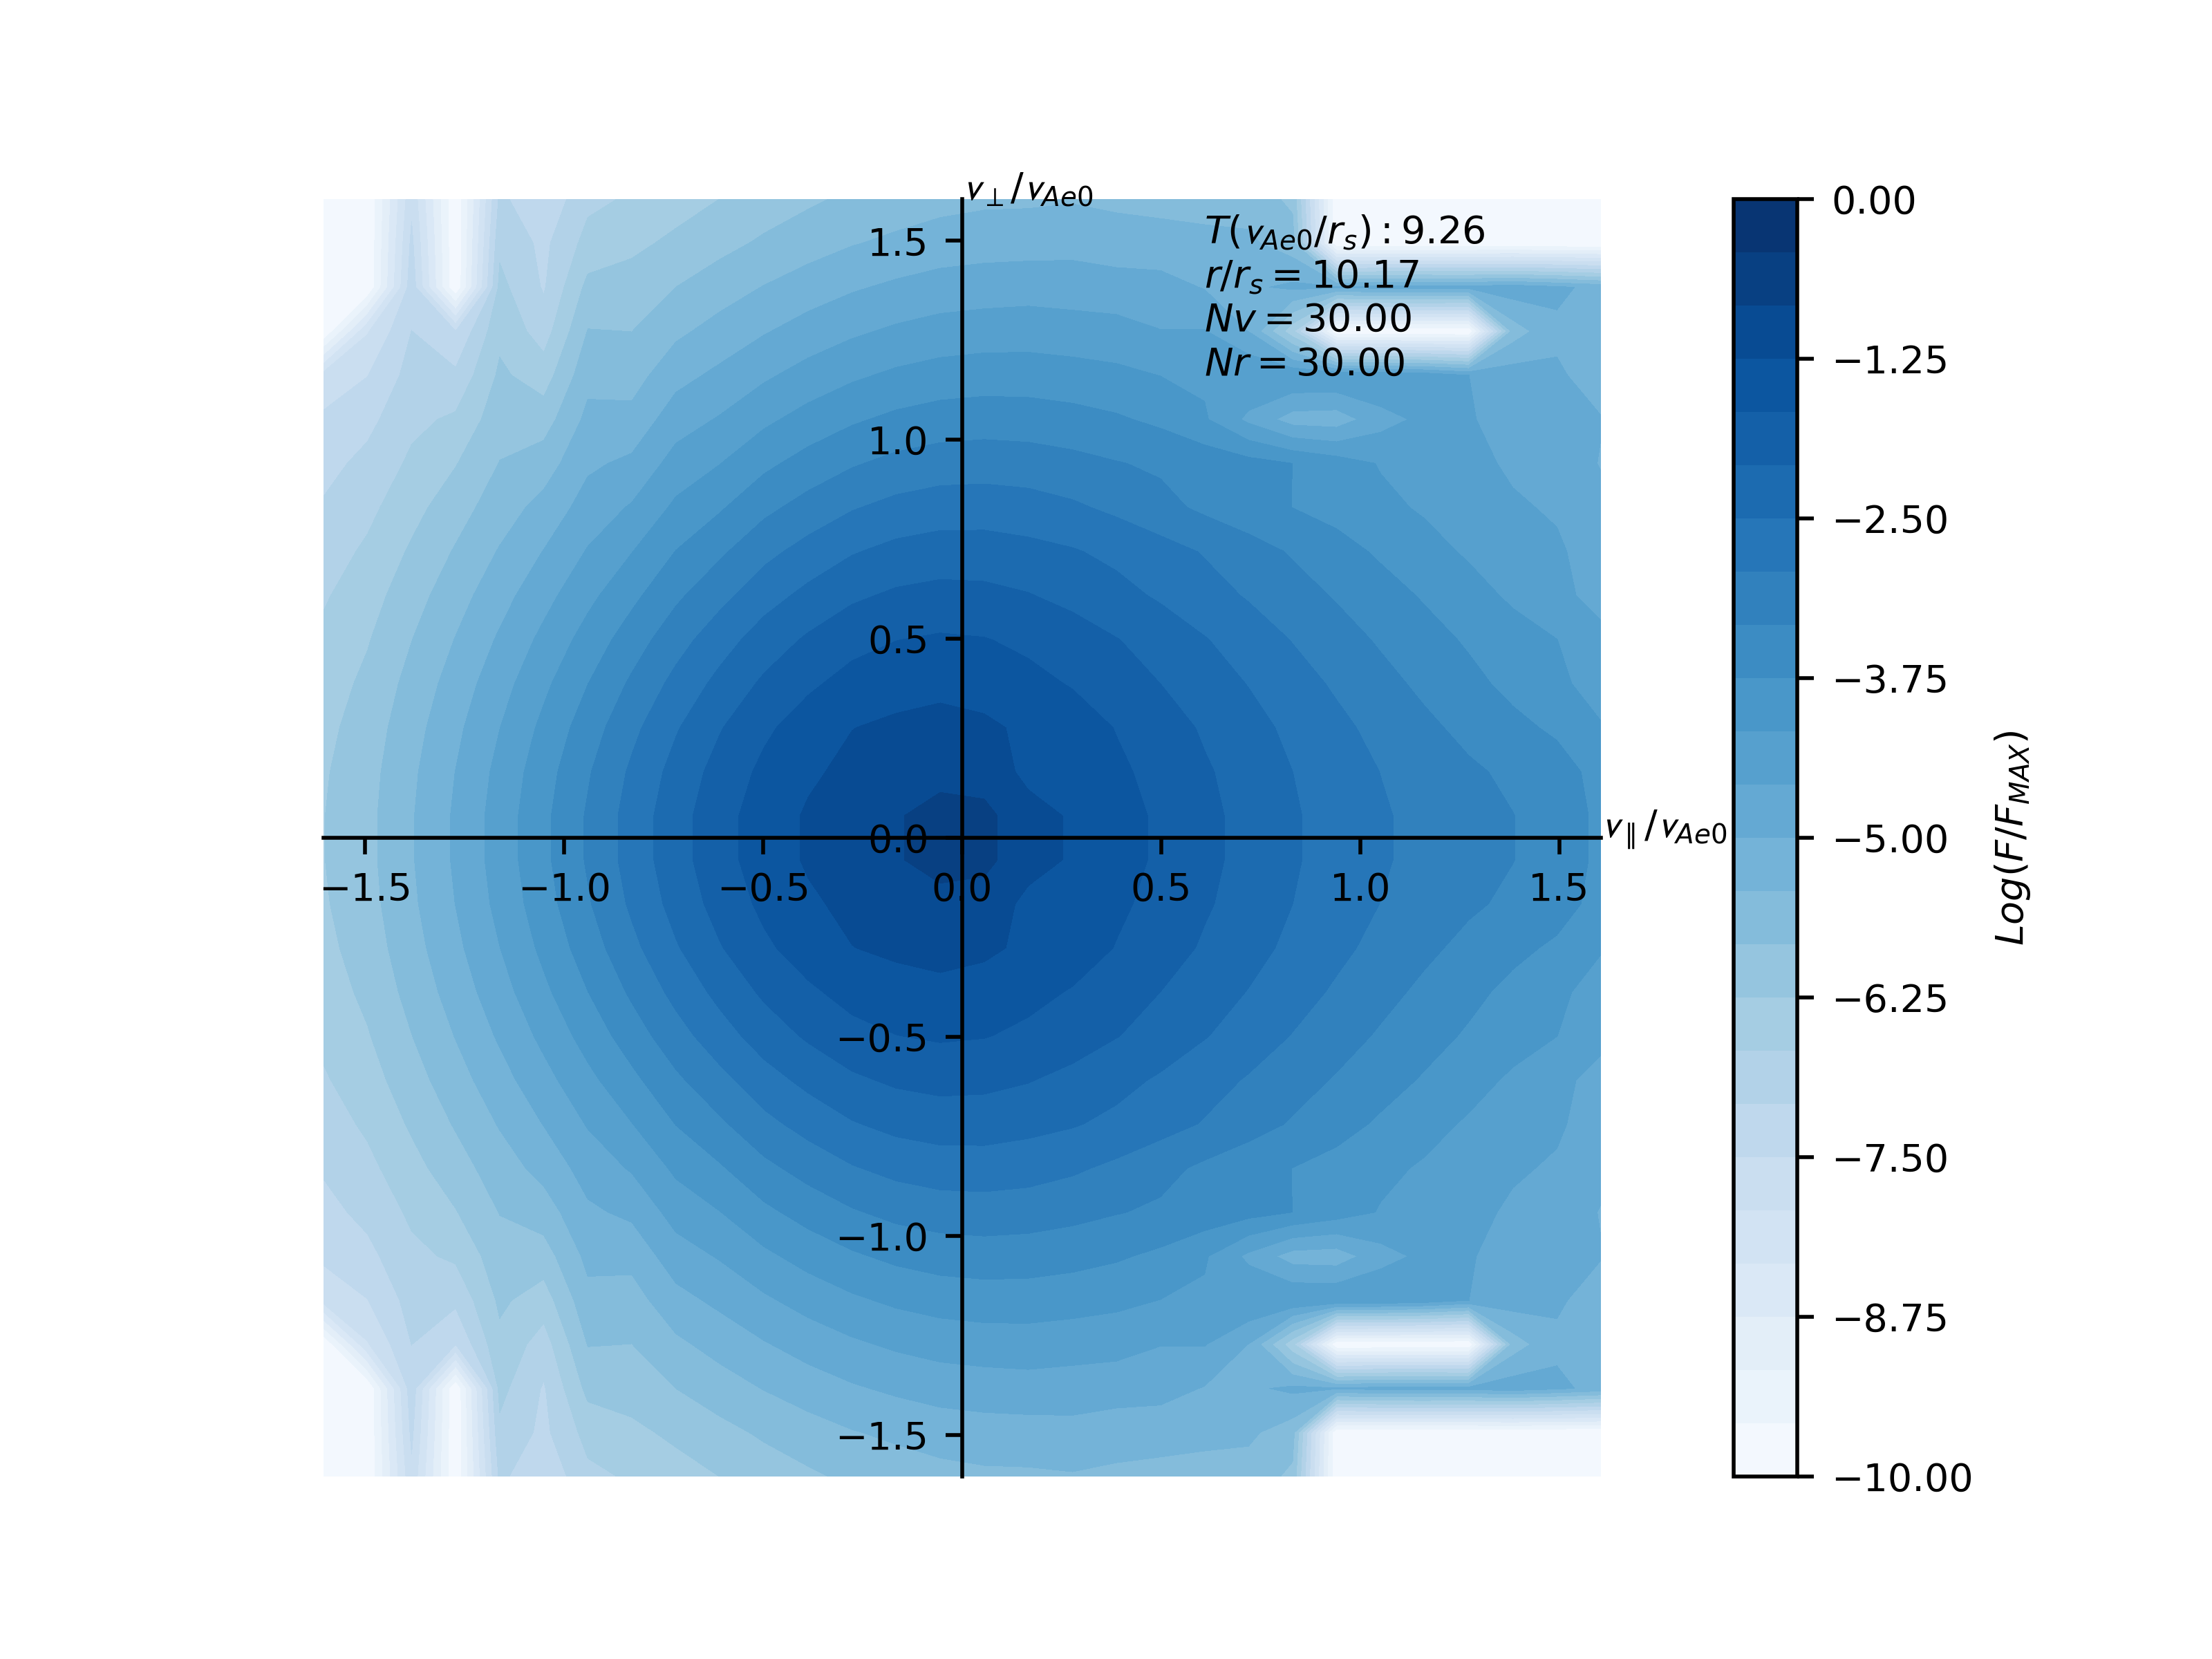 v⊥/vAe0
T(vAe0/rs) : 9.26
r/rs = 10.17
Nv = 30.00
Nr = 30.00
1.5
1.0
0.5
0.0
−0.5
−1.0
−1.5
−1.5 −1.0 −0.5 0.0 0.5 1.0 1.5
v∥/vAe0
0.00
−1.25
−2.50
−3.75
−5.00
−6.25
−7.50
−8.75
−10.00
Log(F/FMAX)